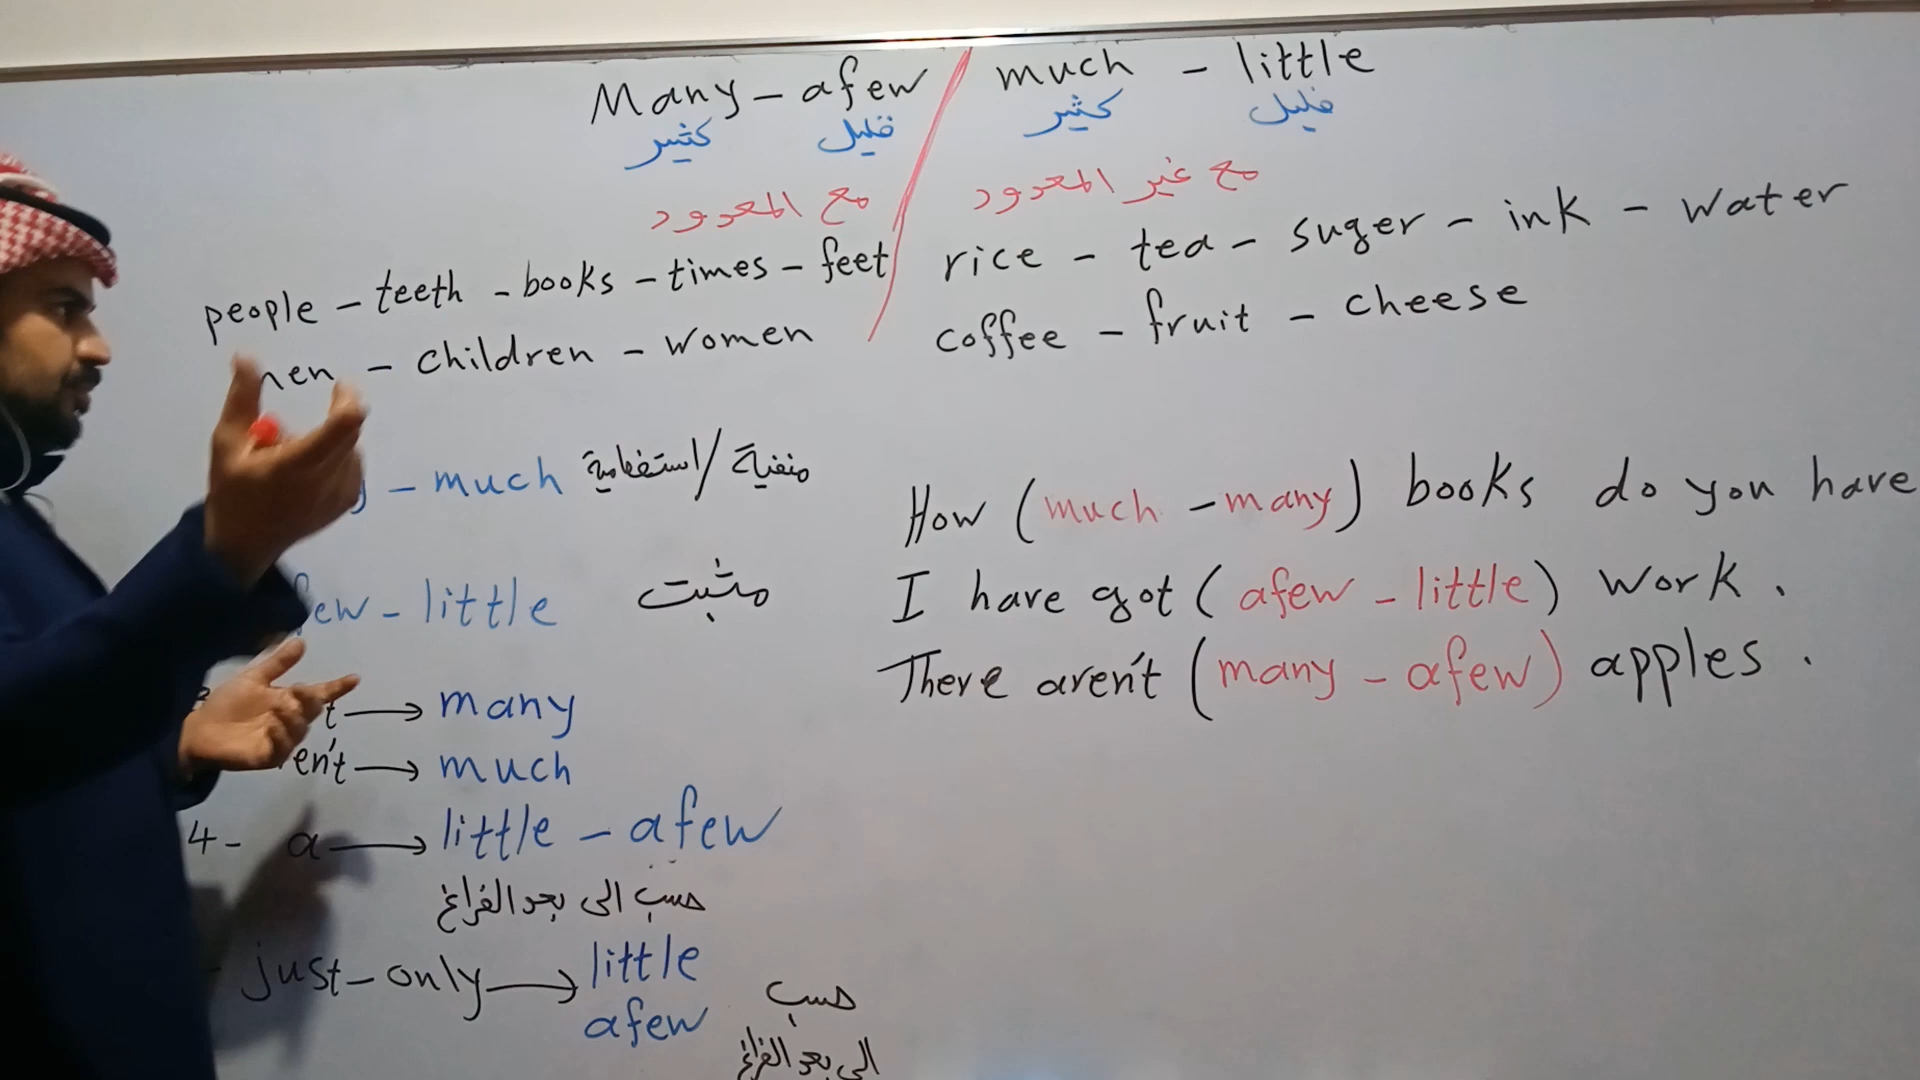 Many - afew / much - little
كثير قليل كثير قليل
مع المعدود مع غير المعدود
people - teeth - books - times - feet
rice - tea - suger - ink - water
men - children - women
coffee - fruit - cheese
- much منفية / استفهامية
few - little مثبت
t → many
en't → much
4- a → little - afew
حسب الى بعد الفراغ
just - only → little
afew
حسب
الى بعد الفراغ
How (much - many) books do you have
I have got (afew - little) work.
There aren't (many - afew) apples.